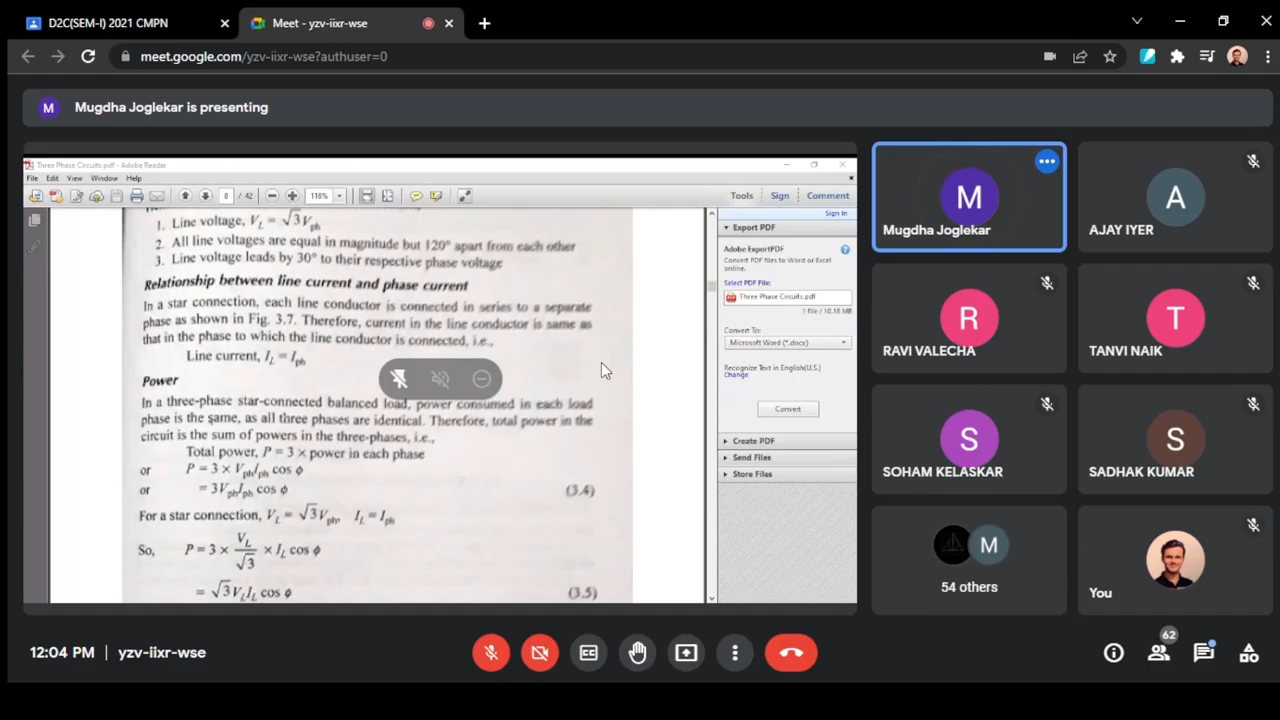 D2C(SEM-I) 2021 CMPN
Meet - yzv-iixr-wse
meet.google.com/yzv-iixr-wse?authuser=0
M
Mugdha Joglekar is presenting
Three Phase Circuits.pdf - Adobe Reader
File Edit View Window Help
8 / 42
118%
Tools
Sign
Comment
Sign In
1. Line voltage, V_L = √3V_ph
2. All line voltages are equal in magnitude but 120° apart from each other
3. Line voltage leads by 30° to their respective phase voltage
Relationship between line current and phase current
In a star connection, each line conductor is connected in series to a separate
phase as shown in Fig. 3.7. Therefore, current in the line conductor is same as
that in the phase to which the line conductor is connected, i.e.,
Line current, I_L = I_ph
Power
In a three-phase star-connected balanced load, power consumed in each load
phase is the same, as all three phases are identical. Therefore, total power in the
circuit is the sum of powers in the three-phases, i.e.,
Total power, P = 3 × power in each phase
or P = 3 × V_ph I_ph cos ϕ
or = 3V_ph I_ph cos ϕ (3.4)
For a star connection, V_L = √3V_ph, I_L = I_ph
So, P = 3 × V_L/√3 × I_L cos ϕ
= √3V_L I_L cos ϕ (3.5)
Export PDF
Adobe ExportPDF
Convert PDF files to Word or Excel
online.
Select PDF File:
Three Phase Circuits.pdf
1 file / 10.18 MB
Convert To:
Microsoft Word (*.docx)
Recognize Text in English(U.S.)
Change
Convert
Create PDF
Send Files
Store Files
M
Mugdha Joglekar
A
AJAY IYER
R
RAVI VALECHA
T
TANVI NAIK
S
SOHAM KELASKAR
S
SADHAK KUMAR
M
54 others
You
12:04 PM | yzv-iixr-wse
62